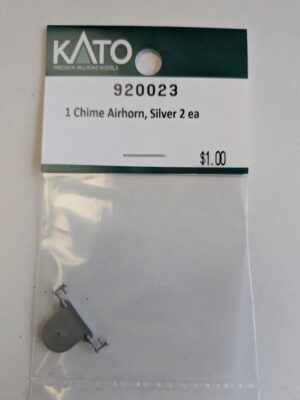 KATO
PRECISION RAILROAD MODELS
920023
1 Chime Airhorn, Silver 2 ea
$1.00